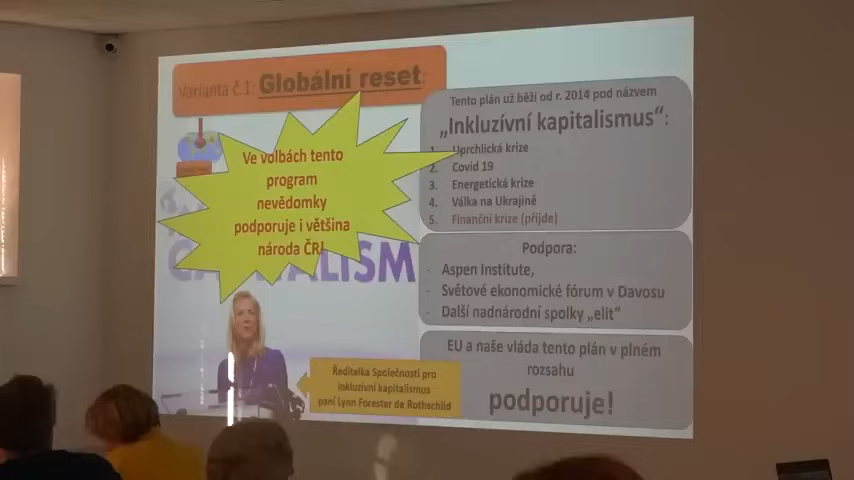 Varianta č.1: Globální reset:
Tento plán už běží od r. 2014 pod názvem
„Inkluzívní kapitalismus“:
1. Uprchlická krize
2. Covid 19
3. Energetická krize
4. Válka na Ukrajině
5. Finanční krize (přijde)
Ve volbách tento
program
nevědomky
podporuje i většina
národa ČR!
Podpora:
- Aspen Institute,
- Světové ekonomické fórum v Davosu
- Další nadnárodní spolky „elit“
EU a naše vláda tento plán v plném
rozsahu
podporuje!
Ředitelka Společnosti pro
inkluzívní kapitalismus
paní Lynn Forester de Rothschild